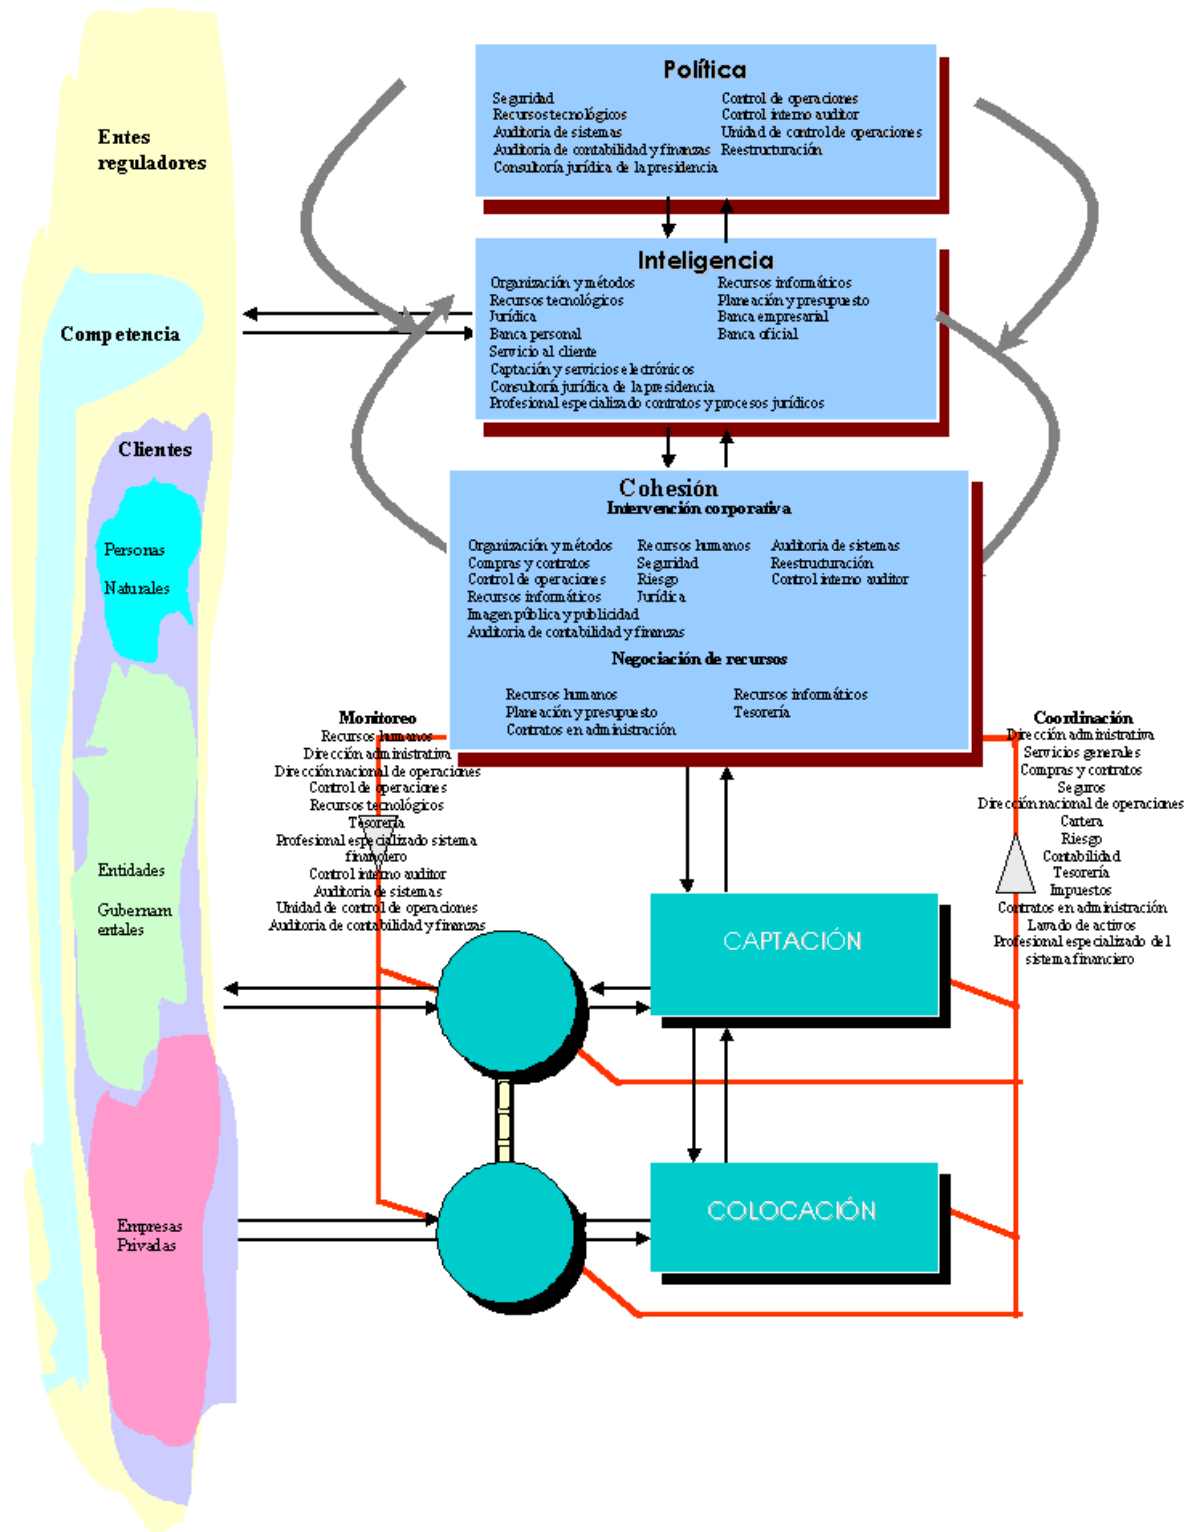 Política
Seguridad
Recursos tecnológicos
Auditoria de sistemas
Auditoria de contabilidad y finanzas
Consultoría jurídica de la presidencia
Control de operaciones
Control interno auditor
Unidad de control de operaciones
Reestructuración
Entes
reguladores
Inteligencia
Organización y métodos
Recursos tecnológicos
Jurídica
Banca personal
Servicio al cliente
Captación y servicios electrónicos
Consultoría jurídica de la presidencia
Profesional especializado contratos y procesos jurídicos
Recursos informáticos
Planeación y presupuesto
Banca empresarial
Banca oficial
Competencia
Clientes
Personas
Naturales
Cohesión
Intervención corporativa
Organización y métodos
Compras y contratos
Control de operaciones
Recursos informáticos
Imagen pública y publicidad
Auditoria de contabilidad y finanzas
Recursos humanos
Seguridad
Riesgo
Jurídica
Auditoria de sistemas
Reestructuración
Control interno auditor
Negociación de recursos
Recursos humanos
Planeación y presupuesto
Contratos en administración
Recursos informáticos
Tesorería
Monitoreo
Recursos humanos
Dirección administrativa
Dirección nacional de operaciones
Control de operaciones
Recursos tecnológicos
Tesorería
Profesional especializado sistema
financiero
Control interno auditor
Auditoria de sistemas
Unidad de control de operaciones
Auditoria de contabilidad y finanzas
Coordinación
Dirección administrativa
Servicios generales
Compras y contratos
Seguros
Dirección nacional de operaciones
Cartera
Riesgo
Contabilidad
Tesorería
Impuestos
Contratos en administración
Lavado de activos
Profesional especializado del
sistema financiero
Entidades
Gubernam
entales
CAPTACIÓN
Empresas
Privadas
COLOCACIÓN